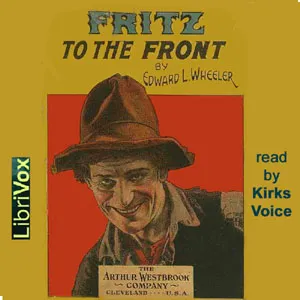 FRITZ
TO THE FRONT
BY
EDWARD L. WHEELER
LibriVox
read
by
Kirks
Voice
THE
ARTHUR WESTBROOK
COMPANY
CLEVELAND ... U.S.A.